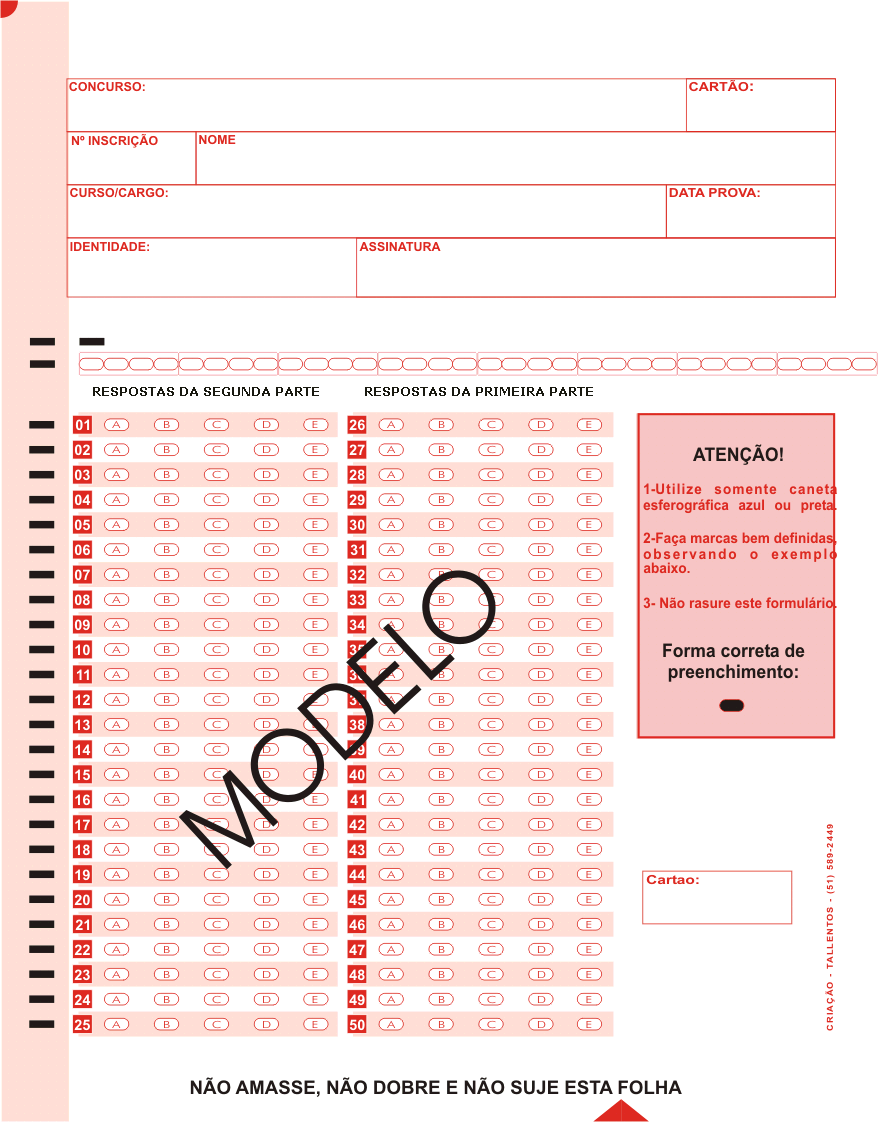 CONCURSO: CARTÃO:
Nº INSCRIÇÃO NOME
CURSO/CARGO: DATA PROVA:
IDENTIDADE: ASSINATURA
RESPOSTAS DA SEGUNDA PARTE RESPOSTAS DA PRIMEIRA PARTE
01 A B C D E 26 A B C D E
02 A B C D E 27 A B C D E
03 A B C D E 28 A B C D E
04 A B C D E 29 A B C D E
05 A B C D E 30 A B C D E
06 A B C D E 31 A B C D E
07 A B C D E 32 A B C D E
08 A B C D E 33 A B C D E
09 A B C D E 34 A B C D E
10 A B C D E 35 A B C D E
11 A B C D E 36 A B C D E
12 A B C D E 37 A B C D E
13 A B C D E 38 A B C D E
14 A B C D E 39 A B C D E
15 A B C D E 40 A B C D E
16 A B C D E 41 A B C D E
17 A B C D E 42 A B C D E
18 A B C D E 43 A B C D E
19 A B C D E 44 A B C D E
20 A B C D E 45 A B C D E
21 A B C D E 46 A B C D E
22 A B C D E 47 A B C D E
23 A B C D E 48 A B C D E
24 A B C D E 49 A B C D E
25 A B C D E 50 A B C D E
MODELO
ATENÇÃO!
1-Utilize somente caneta
esferográfica azul ou preta.
2-Faça marcas bem definidas,
observando o exemplo
abaixo.
3- Não rasure este formulário.
Forma correta de
preenchimento:
Cartao:
CRIAÇÃO - TALLENTOS - (51) 589-2449
NÃO AMASSE, NÃO DOBRE E NÃO SUJE ESTA FOLHA